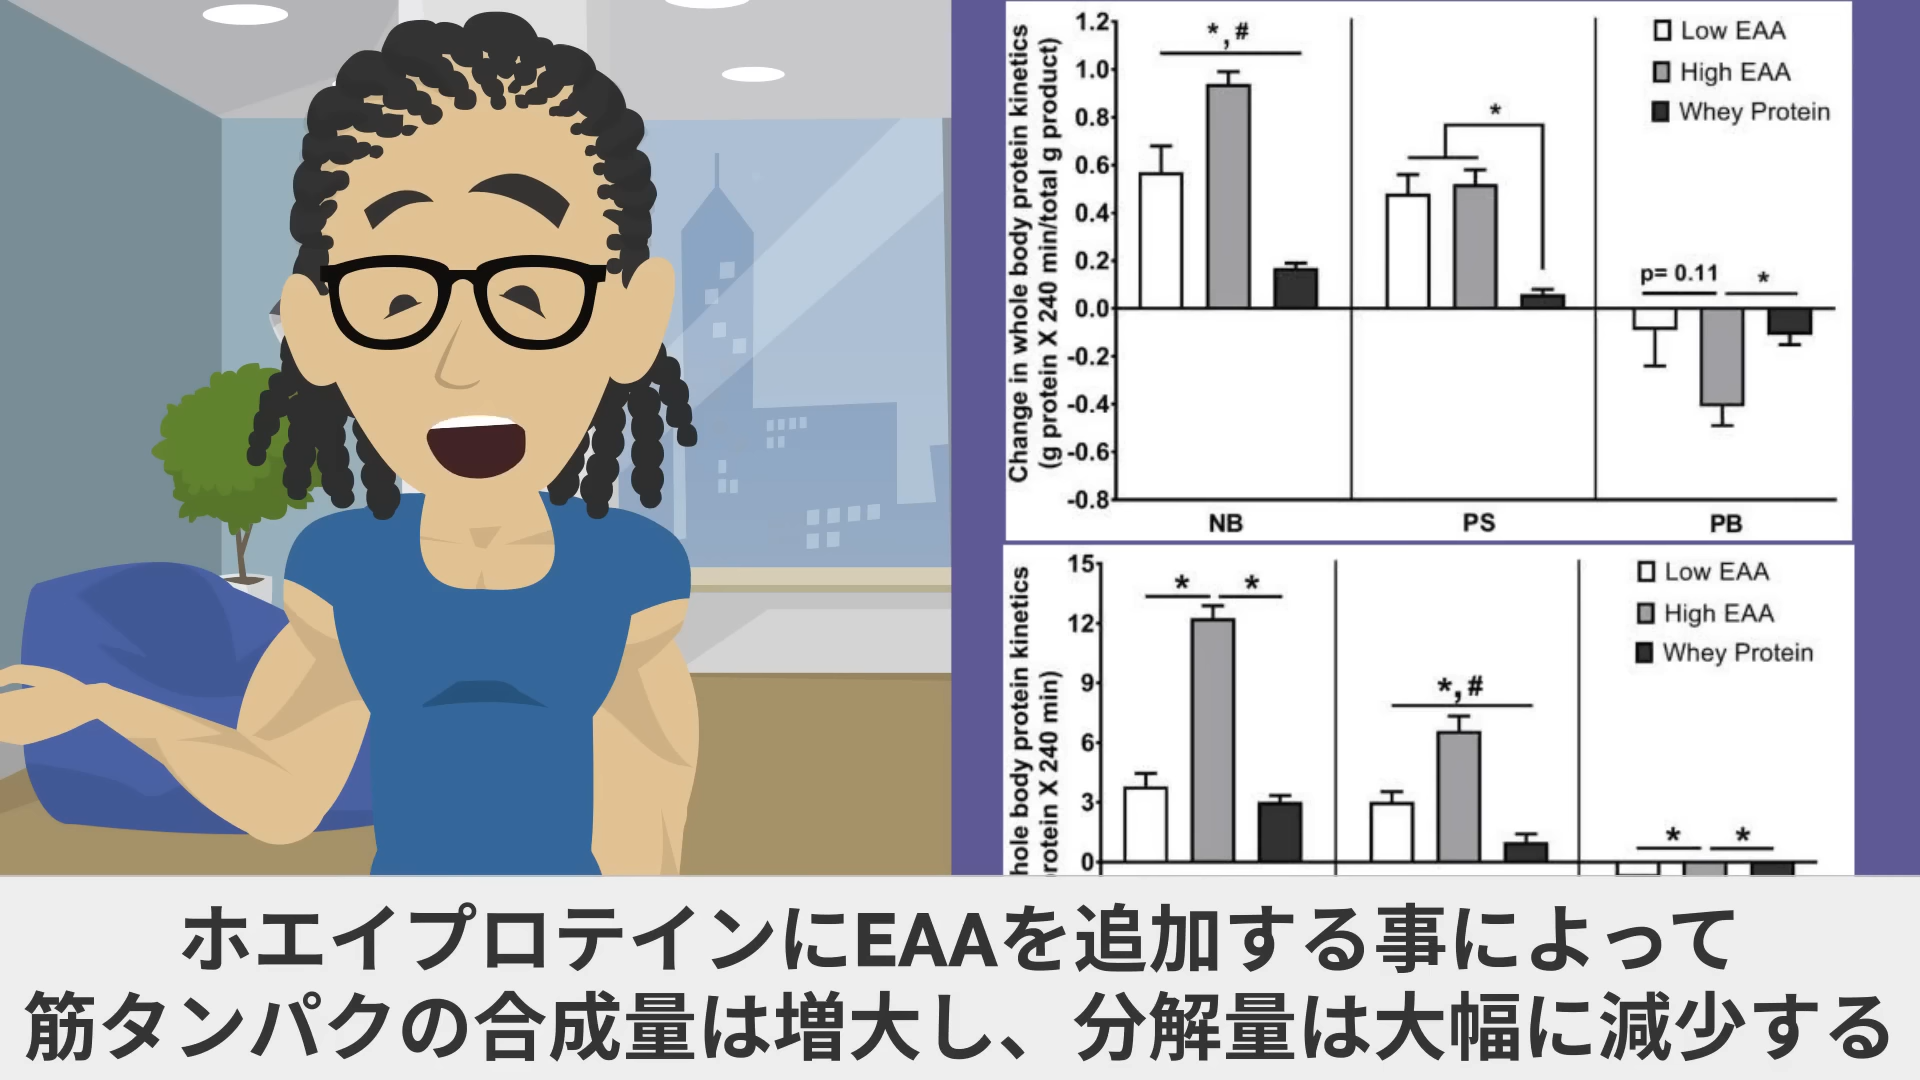 Change in whole body protein kinetics
(g protein X 240 min/total g product)
1.2
1.0
0.8
0.6
0.4
0.2
0.0
-0.2
-0.4
-0.6
-0.8
*, #
*
p= 0.11 *
Low EAA
High EAA
Whey Protein
NB PS PB
hole body protein kinetics
rotein X 240 min)
15
12
9
6
3
0
* *
*, #
* *
Low EAA
High EAA
Whey Protein
ホエイプロテインにEAAを追加する事によって
筋タンパクの合成量は増大し、分解量は大幅に減少する